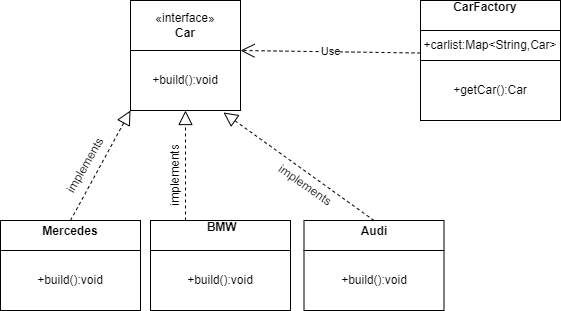 «interface»
Car
+build():void
CarFactory
+carlist:Map<String,Car>
+getCar():Car
Use
implements
implements
implements
Mercedes
+build():void
BMW
+build():void
Audi
+build():void